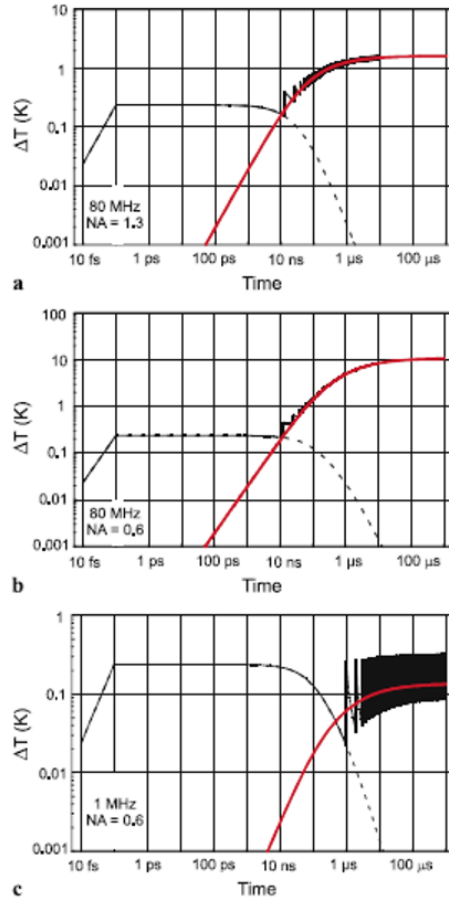 10
1
0.1
0.01
0.001
ΔT (K)
80 MHz
NA = 1.3
10 fs 1 ps 100 ps 10 ns 1 µs 100 µs
a
Time
100
10
1
0.1
0.01
0.001
ΔT (K)
80 MHz
NA = 0.6
10 fs 1 ps 100 ps 10 ns 1 µs 100 µs
b
Time
1
0.1
0.01
0.001
ΔT (K)
1 MHz
NA = 0.6
10 fs 1 ps 100 ps 10 ns 1 µs 100 µs
c
Time